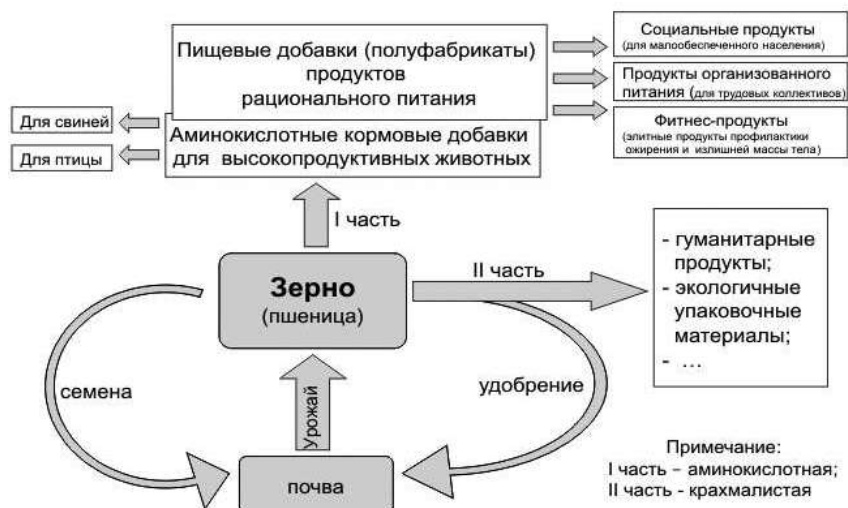 Пищевые добавки (полуфабрикаты)
продуктов
рационального питания
Социальные продукты
(для малообеспеченного населения)
Продукты организованного
питания (для трудовых коллективов)
Фитнес-продукты
(элитные продукты профилактики
ожирения и излишней массы тела)
Для свиней
Для птицы
Аминокислотные кормовые добавки
для высокопродуктивных животных
I часть
Зерно
(пшеница)
II часть
- гуманитарные
продукты;
- экологичные
упаковочные
материалы;
- ...
семена
Урожай
удобрение
почва
Примечание:
I часть – аминокислотная;
II часть - крахмалистая